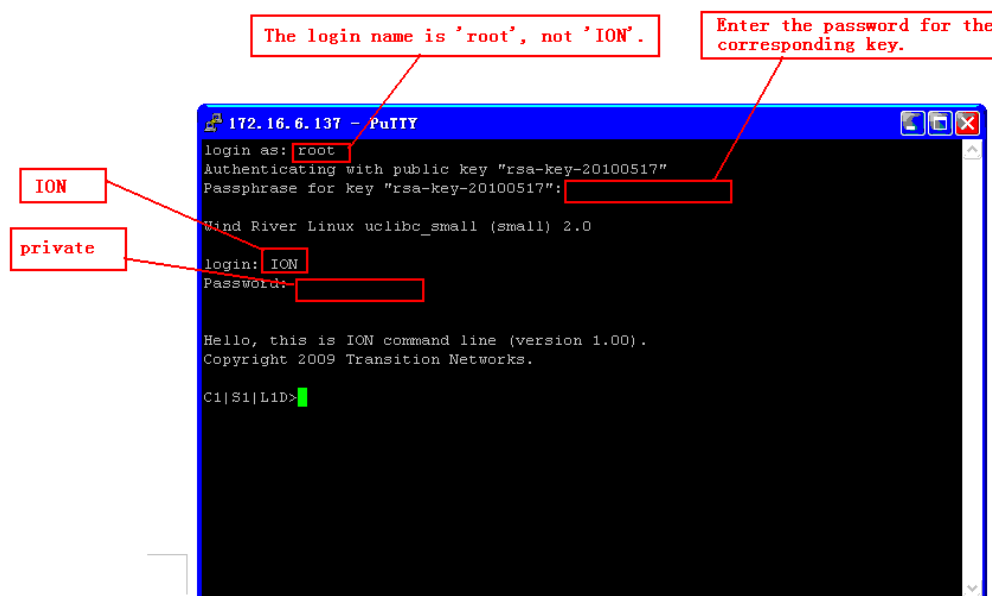 The login name is 'root', not 'ION'.
Enter the password for the
corresponding key.
172.16.6.137 - PuTTY
login as: root
Authenticating with public key "rsa-key-20100517"
Passphrase for key "rsa-key-20100517":
ION
Wind River Linux uclibc_small (small) 2.0
private
login: ION
Password:
Hello, this is ION command line (version 1.00).
Copyright 2009 Transition Networks.
C1|S1|L1D>